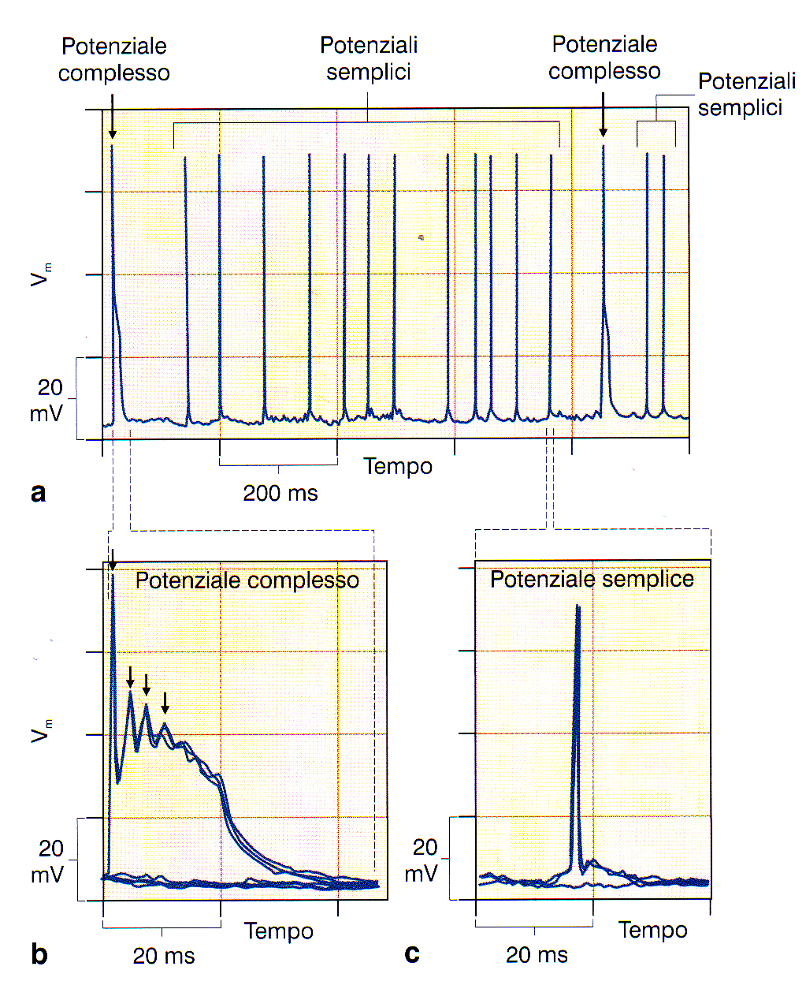 Potenziale
complesso
Potenziali
semplici
Potenziale
complesso
Potenziali
semplici
Vm
20
mV
Tempo
200 ms
a
Potenziale complesso
Vm
20
mV
Tempo
20 ms
b
Potenziale semplice
20
mV
Tempo
20 ms
c